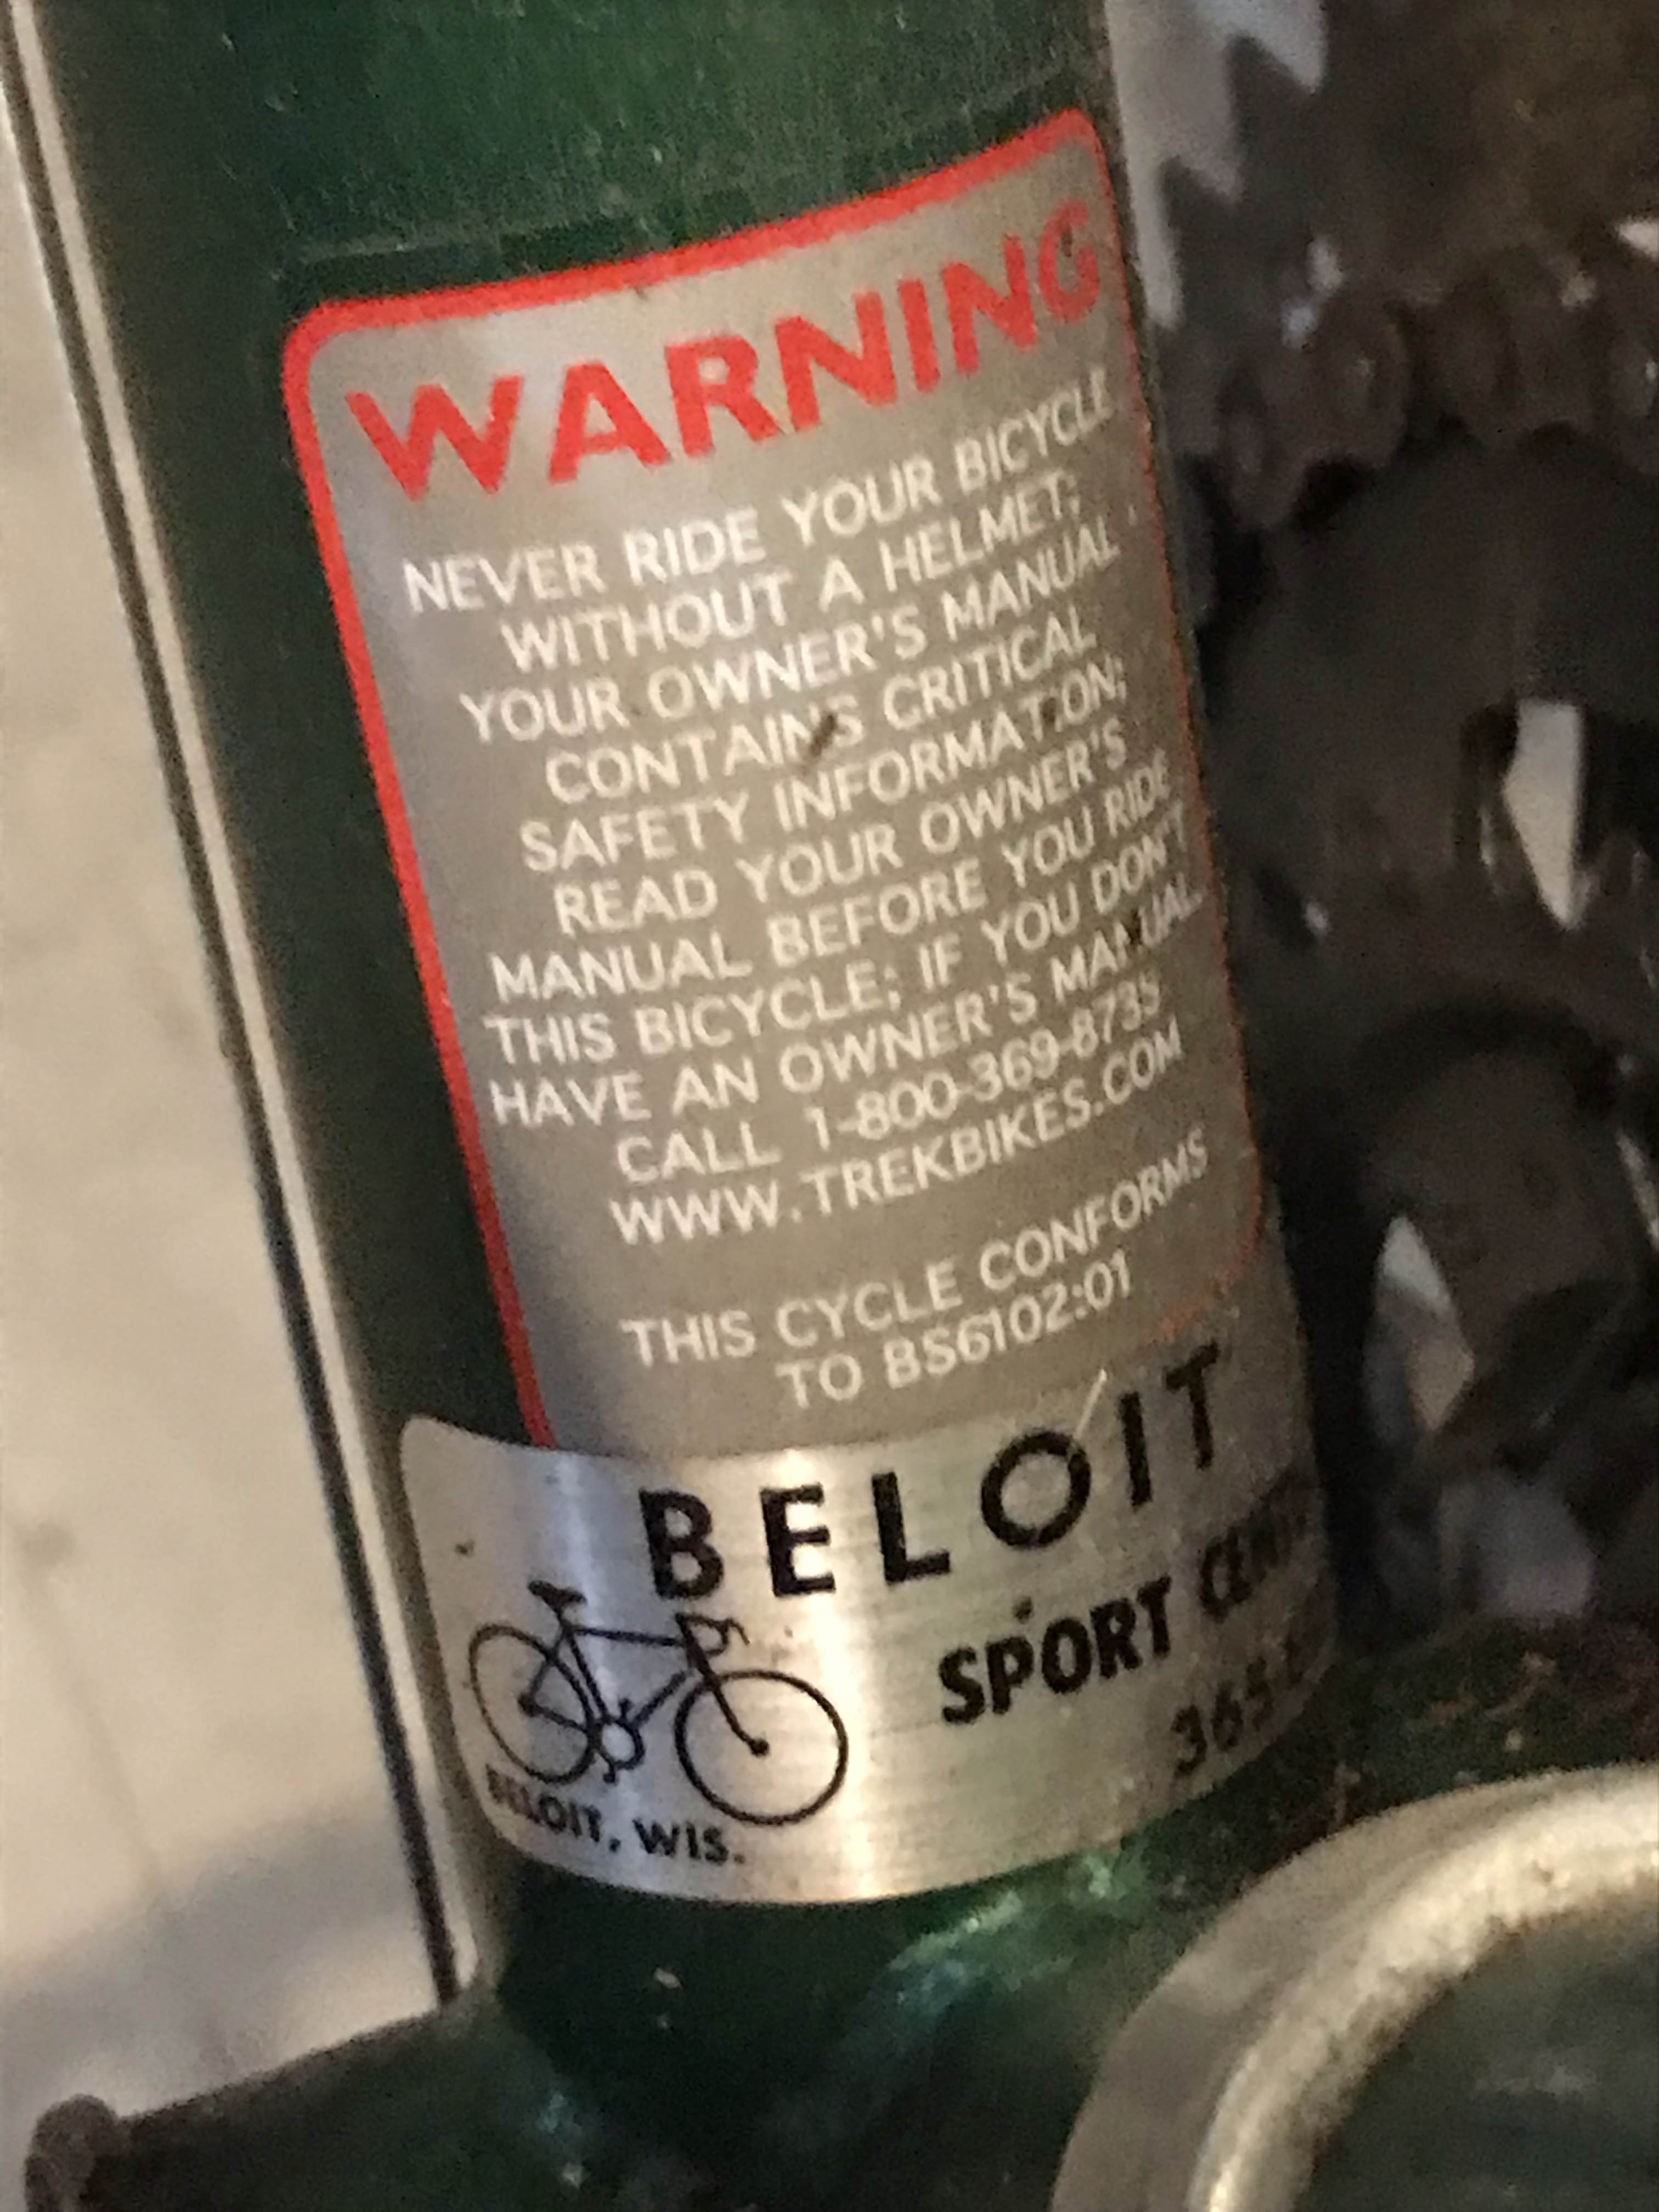 WARNING
NEVER RIDE YOUR BICYCLE
WITHOUT A HELMET;
YOUR OWNER'S MANUAL
CONTAINS CRITICAL
SAFETY INFORMATION;
READ YOUR OWNER'S
MANUAL BEFORE YOU RIDE
THIS BICYCLE; IF YOU DON'T
HAVE AN OWNER'S MANUAL
CALL 1-800-369-8735
WWW.TREKBIKES.COM
THIS CYCLE CONFORMS
TO BS6102:01
BELOIT
SPORT
365
BELOIT, WIS.